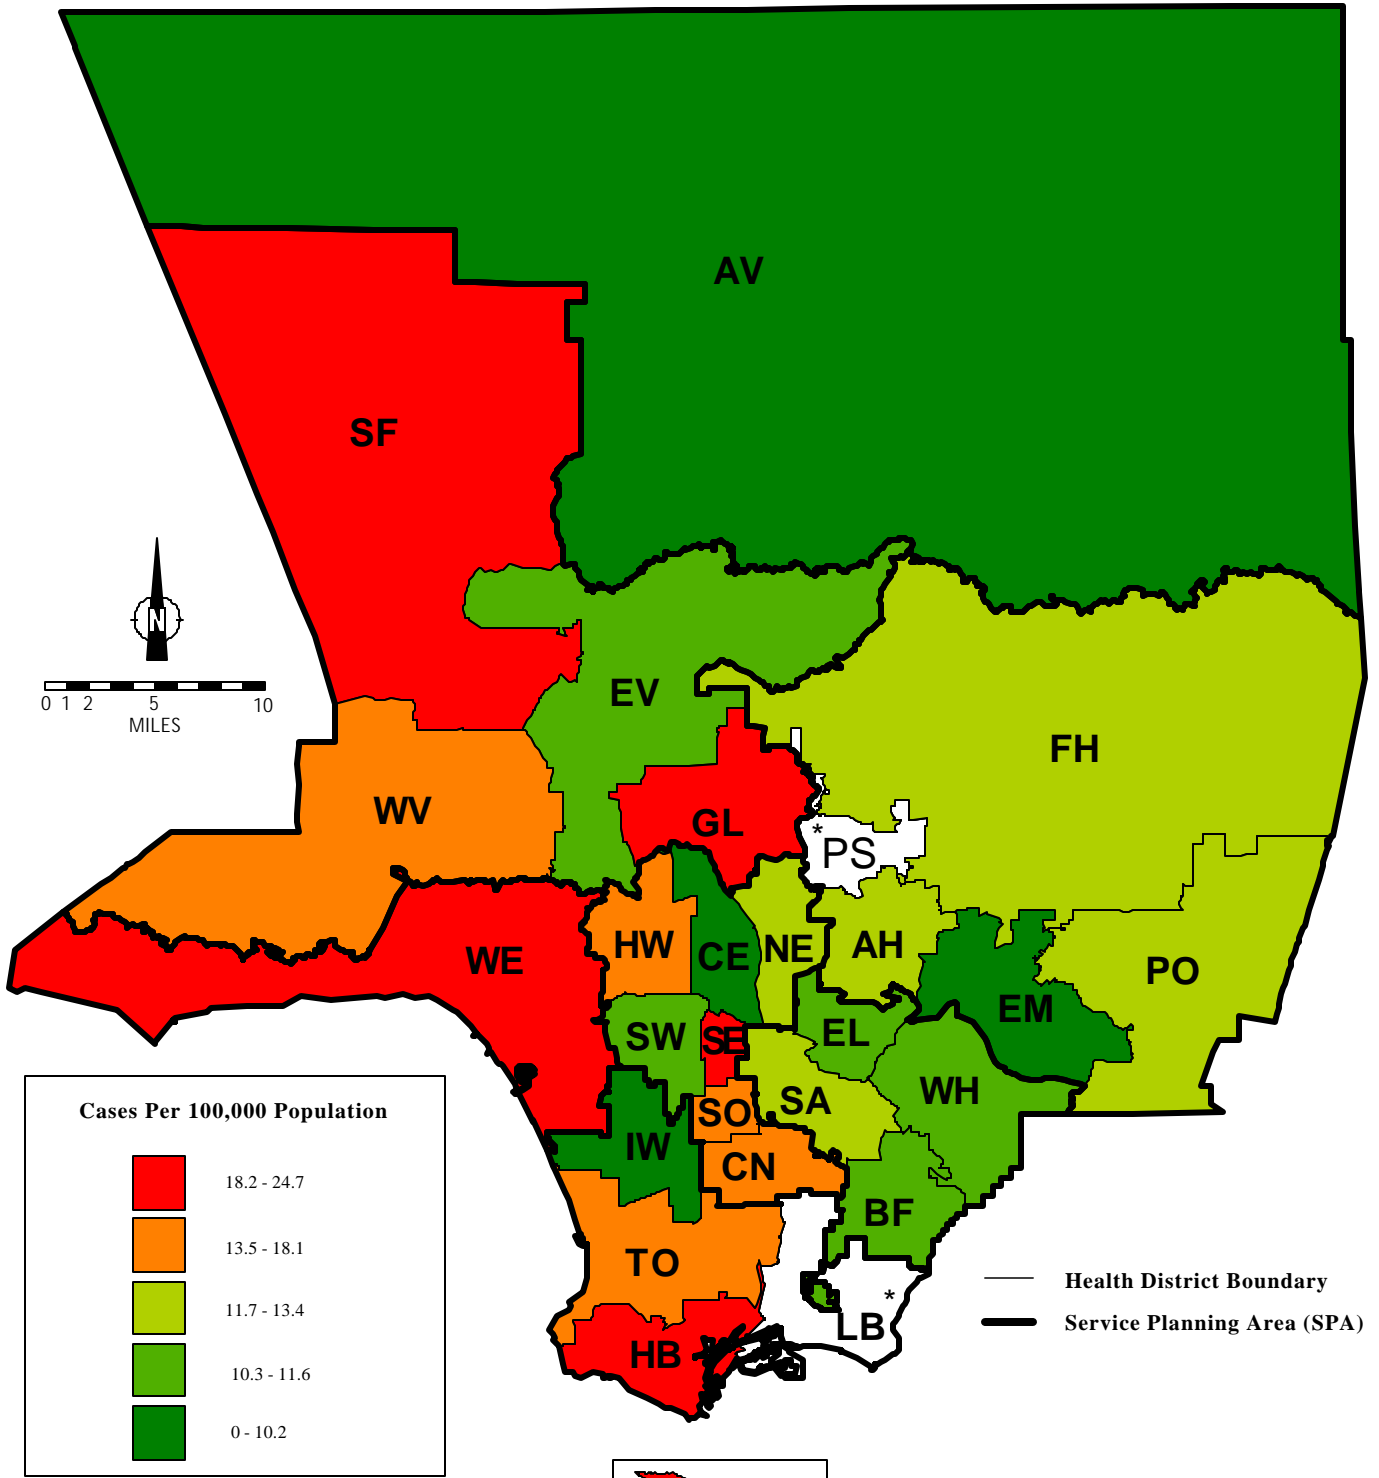 AV
SF
N
0 1 2 5 10
MILES
EV
FH
WV
GL
*
PS
HW
CE
NE
AH
WE
PO
EM
SW
SE
EL
WH
SA
SO
IW
CN
BF
TO
*
LB
HB
Cases Per 100,000 Population
18.2 - 24.7
13.5 - 18.1
11.7 - 13.4
10.3 - 11.6
0 - 10.2
Health District Boundary
Service Planning Area (SPA)